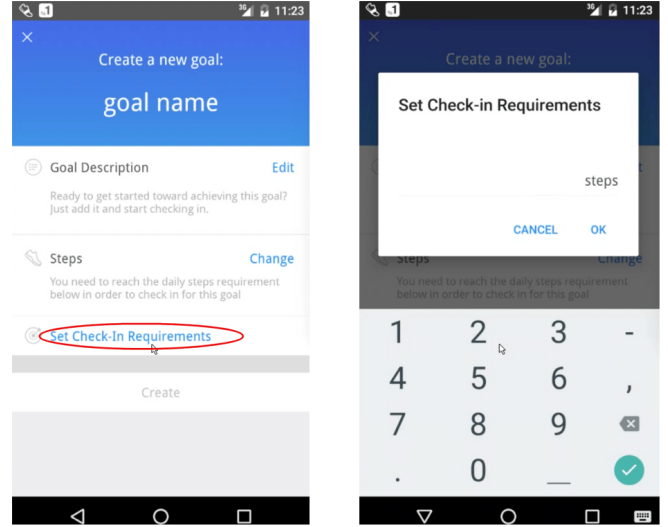 1
3G
11:23
Create a new goal:
goal name
Goal Description
Edit
Ready to get started toward achieving this goal?
Just add it and start checking in.
Steps
Change
You need to reach the daily steps requirement
below in order to check in for this goal
Set Check-In Requirements
Create
1
3G
11:23
Create a new goal:
Set Check-in Requirements
steps
CANCEL
OK
Steps
Change
You need to reach the daily steps requirement
below in order to check in for this goal
1 2 3 -
4 5 6 ,
7 8 9
. 0 _